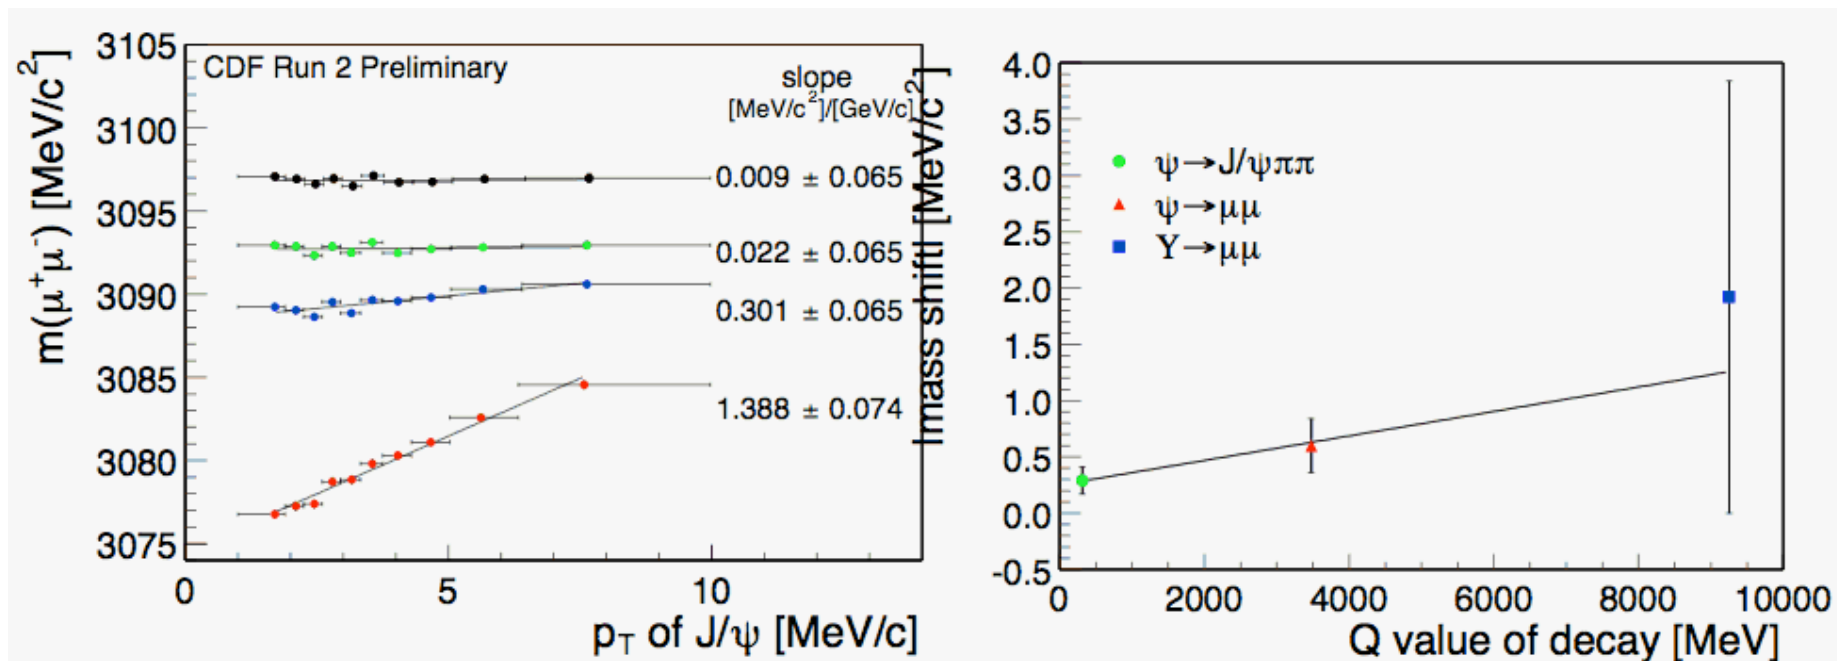 m(μ⁺μ⁻) [MeV/c²]
3105
3100
3095
3090
3085
3080
3075
CDF Run 2 Preliminary
slope
[MeV/c²]/[GeV/c]
0.009 ± 0.065
0.022 ± 0.065
0.301 ± 0.065
1.388 ± 0.074
0 5 10
p_T of J/ψ [MeV/c]
Imass shiftl [MeV/c²]
4.0
3.5
3.0
2.5
2.0
1.5
1.0
0.5
0.0
-0.5
ψ→J/ψππ
ψ→μμ
Υ→μμ
0 2000 4000 6000 8000 10000
Q value of decay [MeV]